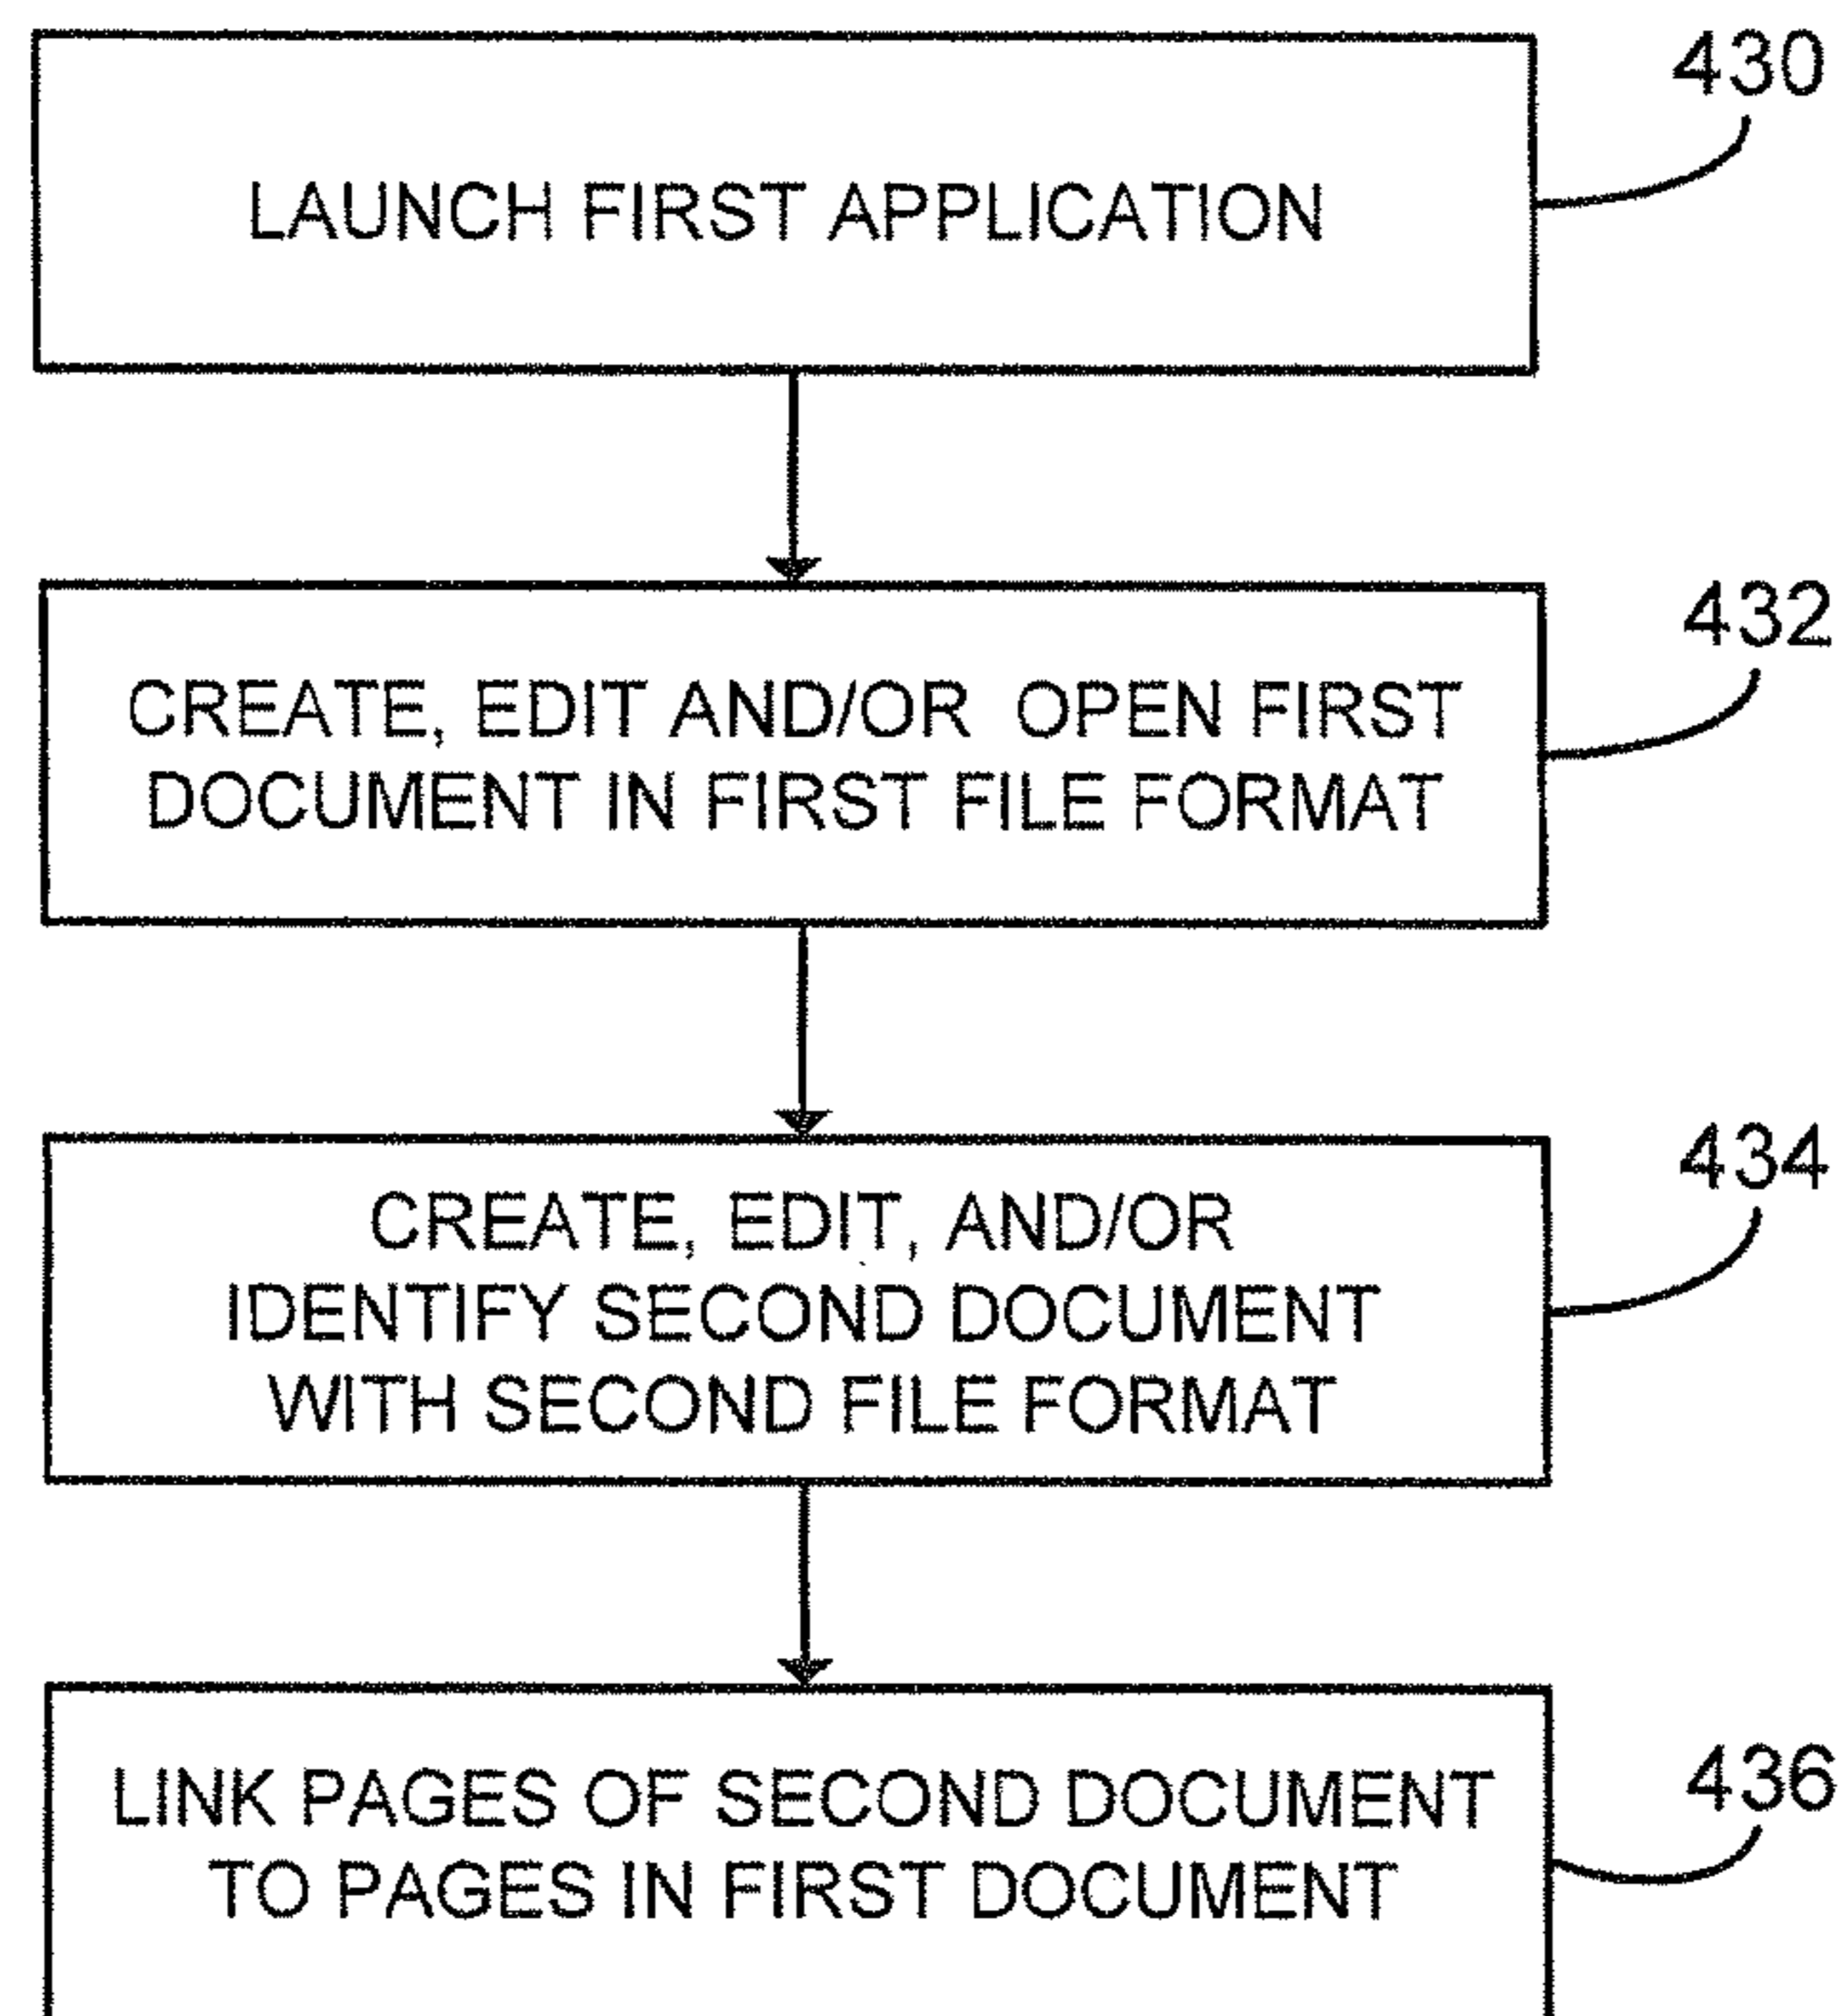 430
LAUNCH FIRST APPLICATION
432
CREATE, EDIT AND/OR OPEN FIRST
DOCUMENT IN FIRST FILE FORMAT
434
CREATE, EDIT, AND/OR
IDENTIFY SECOND DOCUMENT
WITH SECOND FILE FORMAT
436
LINK PAGES OF SECOND DOCUMENT
TO PAGES IN FIRST DOCUMENT